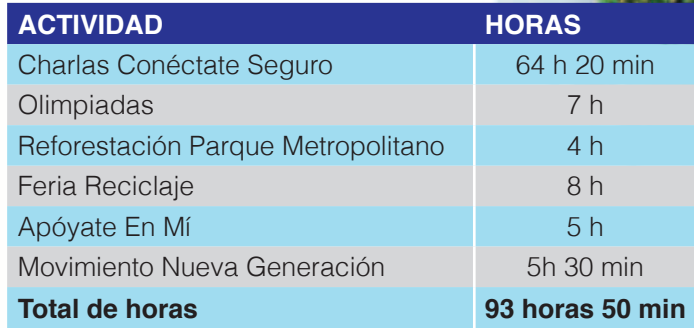 ACTIVIDAD HORAS
Charlas Conéctate Seguro 64 h 20 min
Olimpiadas 7 h
Reforestación Parque Metropolitano 4 h
Feria Reciclaje 8 h
Apóyate En Mí 5 h
Movimiento Nueva Generación 5h 30 min
Total de horas 93 horas 50 min